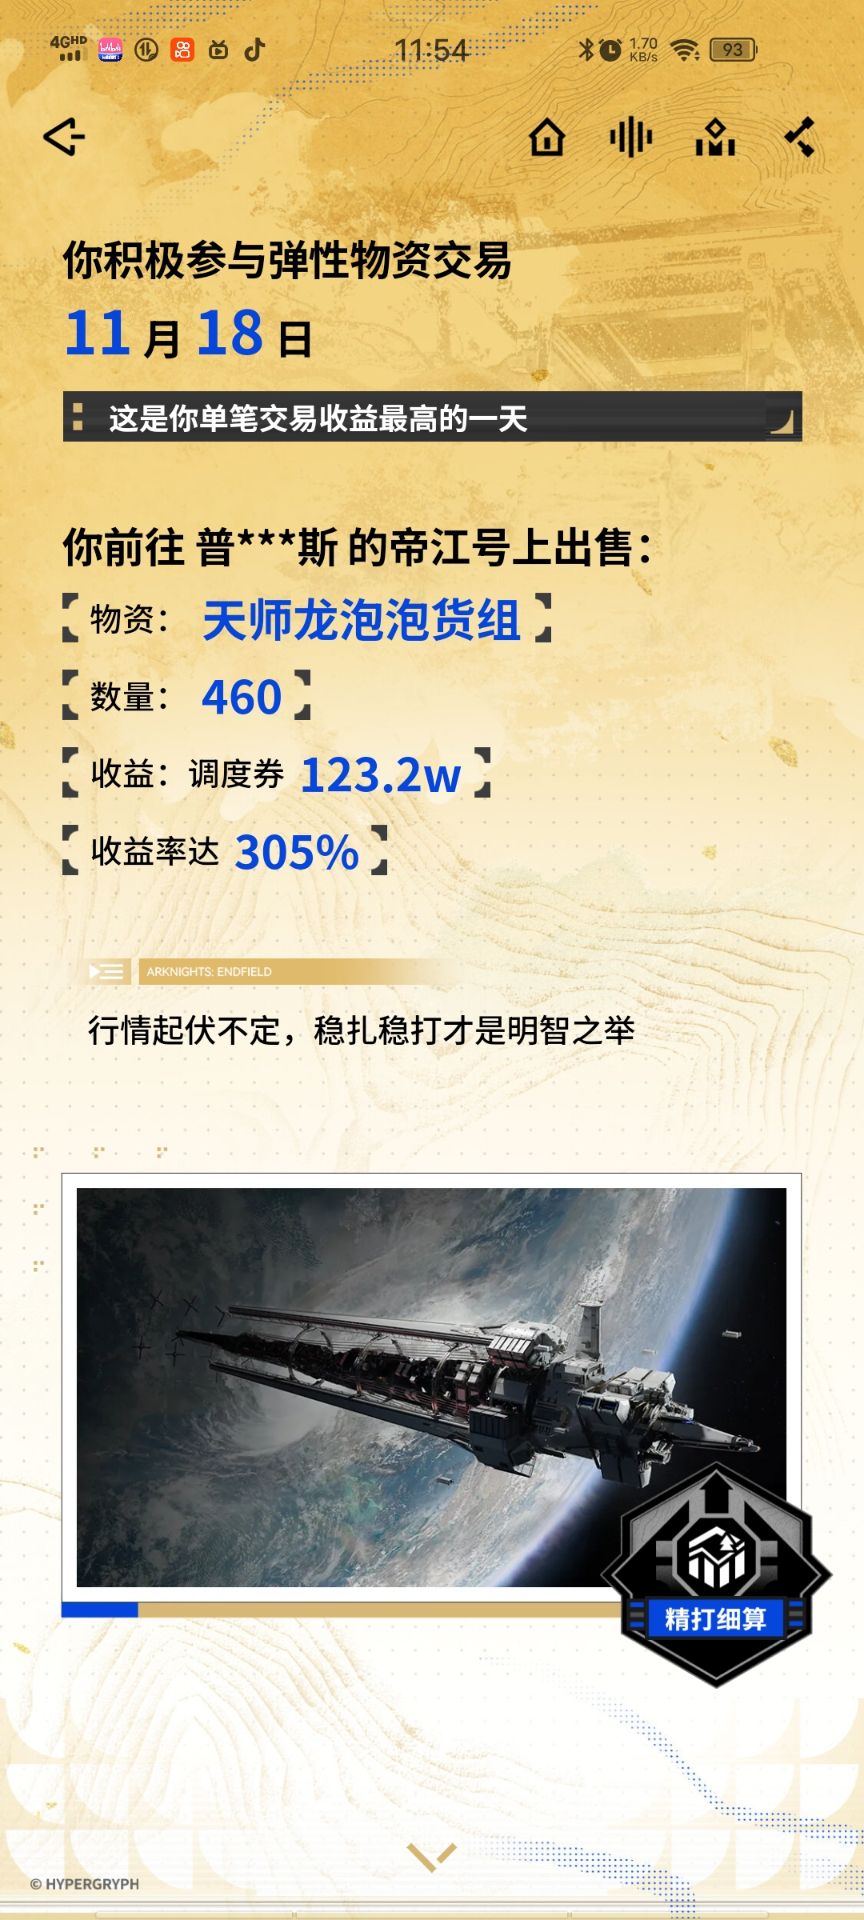 4GHD
11:54
1.70
KB/s
93
你积极参与弹性物资交易
11月18日
这是你单笔交易收益最高的一天
你前往 普***斯 的帝江号上出售：
物资：天师龙泡泡货组
数量：460
收益：调度券 123.2w
收益率达 305%
ARKNIGHTS: ENDFIELD
行情起伏不定，稳扎稳打才是明智之举
精打细算
© HYPERGRYPH